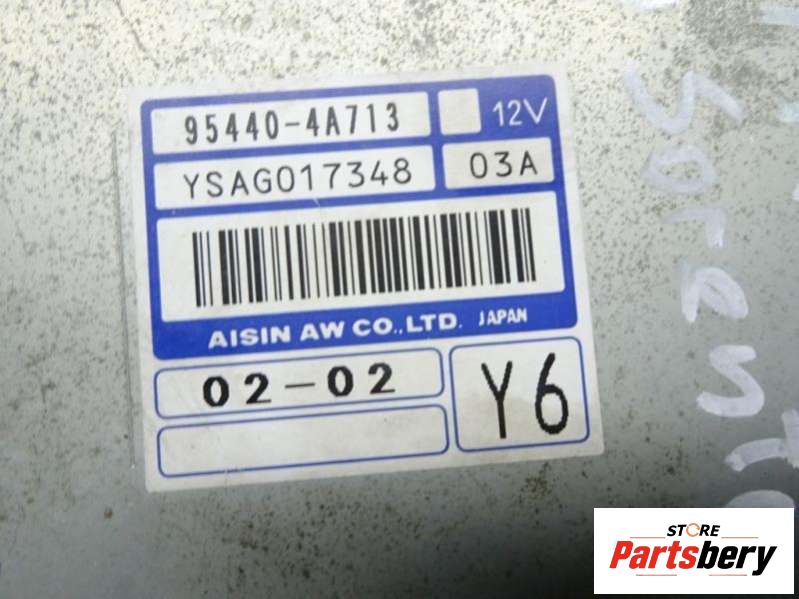 95440-4A713
12V
YSAG017348
03A
AISIN AW CO.,LTD. JAPAN
02-02
Y6
Sorento
STORE
Partsbery